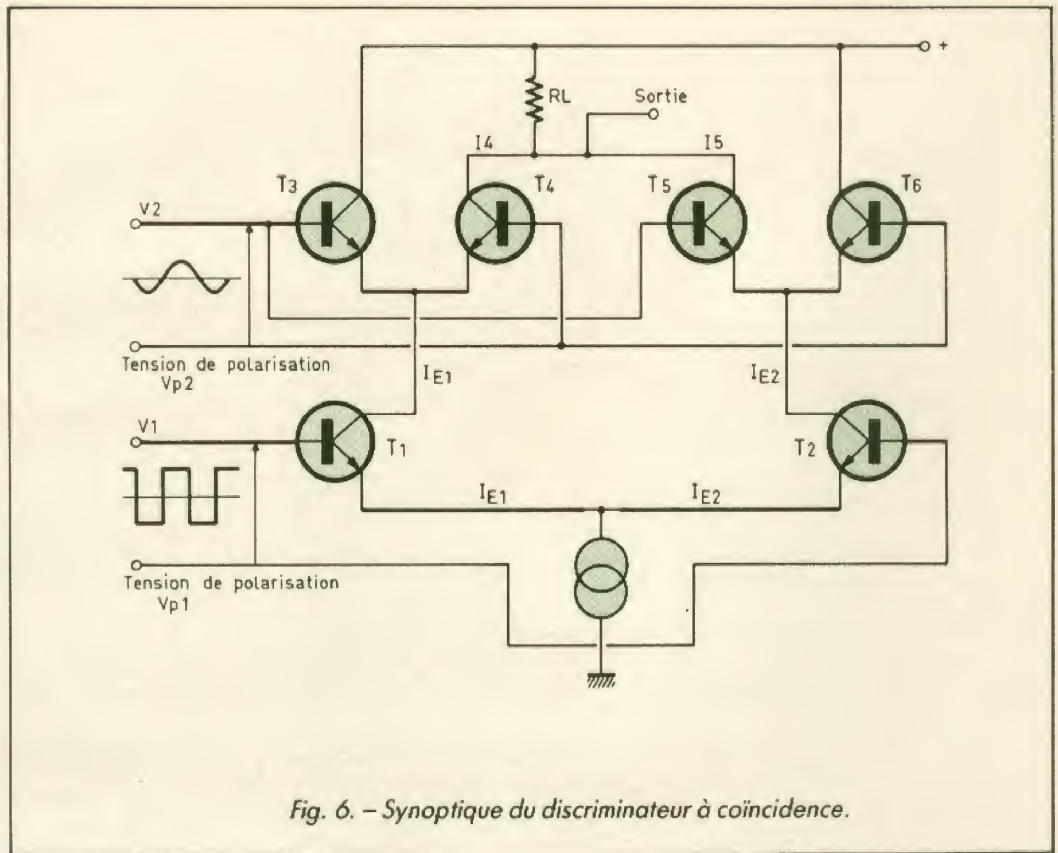 +
RL
Sortie
I4
I5
T3
T4
T5
T6
V2
Tension de polarisation
Vp2
IE1
IE2
V1
T1
T2
IE1
IE2
Tension de polarisation
Vp1
Fig. 6. – Synoptique du discriminateur à coïncidence.